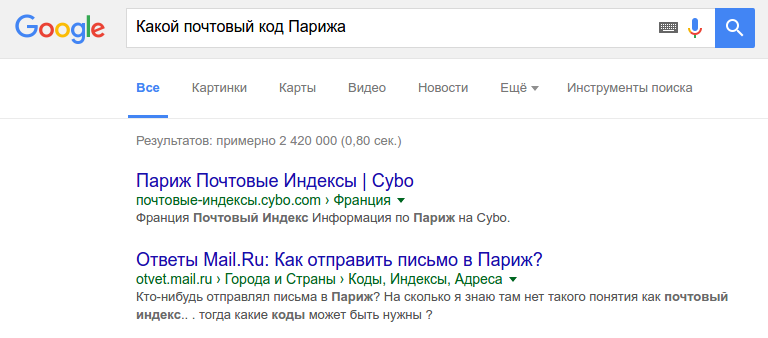 Google Какой почтовый код Парижа
Все Картинки Карты Видео Новости Ещё Инструменты поиска
Результатов: примерно 2 420 000 (0,80 сек.)
Париж Почтовые Индексы | Cybo
почтовые-индексы.cybo.com › Франция
Франция Почтовый Индекс Информация по Париж на Cybo.
Ответы Mail.Ru: Как отправить письмо в Париж?
otvet.mail.ru › Города и Страны › Коды, Индексы, Адреса
Кто-нибудь отправлял письма в Париж? На сколько я знаю там нет такого понятия как почтовый
индекс.. . тогда какие коды может быть нужны ?